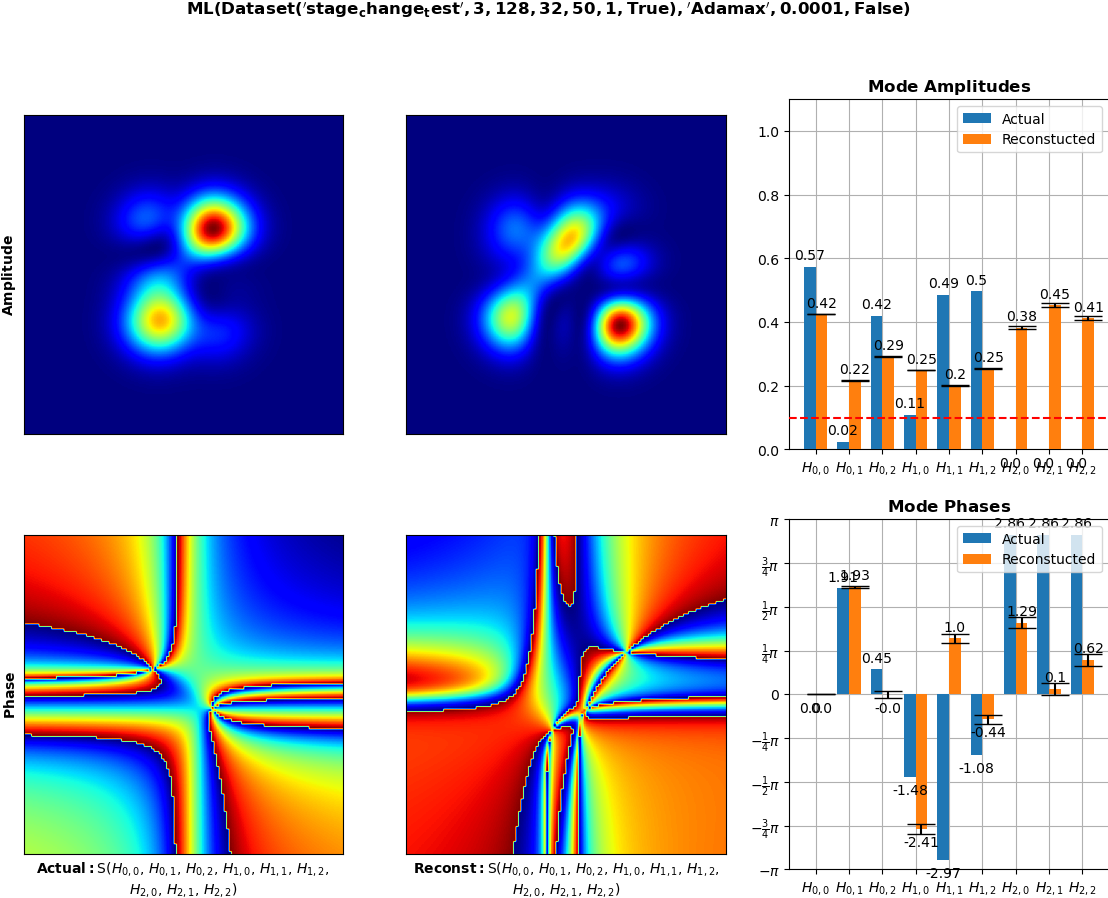 ML(Dataset('stage_change_test', 3, 128, 32, 50, 1, True), 'Adamax', 0.0001, False)
Amplitude
Mode Amplitudes
Actual
Reconstucted
1.0
0.8
0.6
0.4
0.2
0.0
0.57
0.42
0.02
0.22
0.42
0.29
0.11
0.25
0.49
0.2
0.5
0.25
0.0
0.38
0.0
0.45
0.0
0.41
H0,0 H0,1 H0,2 H1,0 H1,1 H1,2 H2,0 H2,1 H2,2
Phase
Actual: S(H0,0, H0,1, H0,2, H1,0, H1,1, H1,2,
H2,0, H2,1, H2,2)
Reconst: S(H0,0, H0,1, H0,2, H1,0, H1,1, H1,2,
H2,0, H2,1, H2,2)
Mode Phases
Actual
Reconstucted
π
3/4π
1/2π
1/4π
0
−1/4π
−1/2π
−3/4π
−π
0.0
0.0
1.93
0.45
-0.0
-1.48
-2.41
-2.97
1.0
-1.08
-0.44
2.86
1.29
2.86
0.1
2.86
0.62
H0,0 H0,1 H0,2 H1,0 H1,1 H1,2 H2,0 H2,1 H2,2